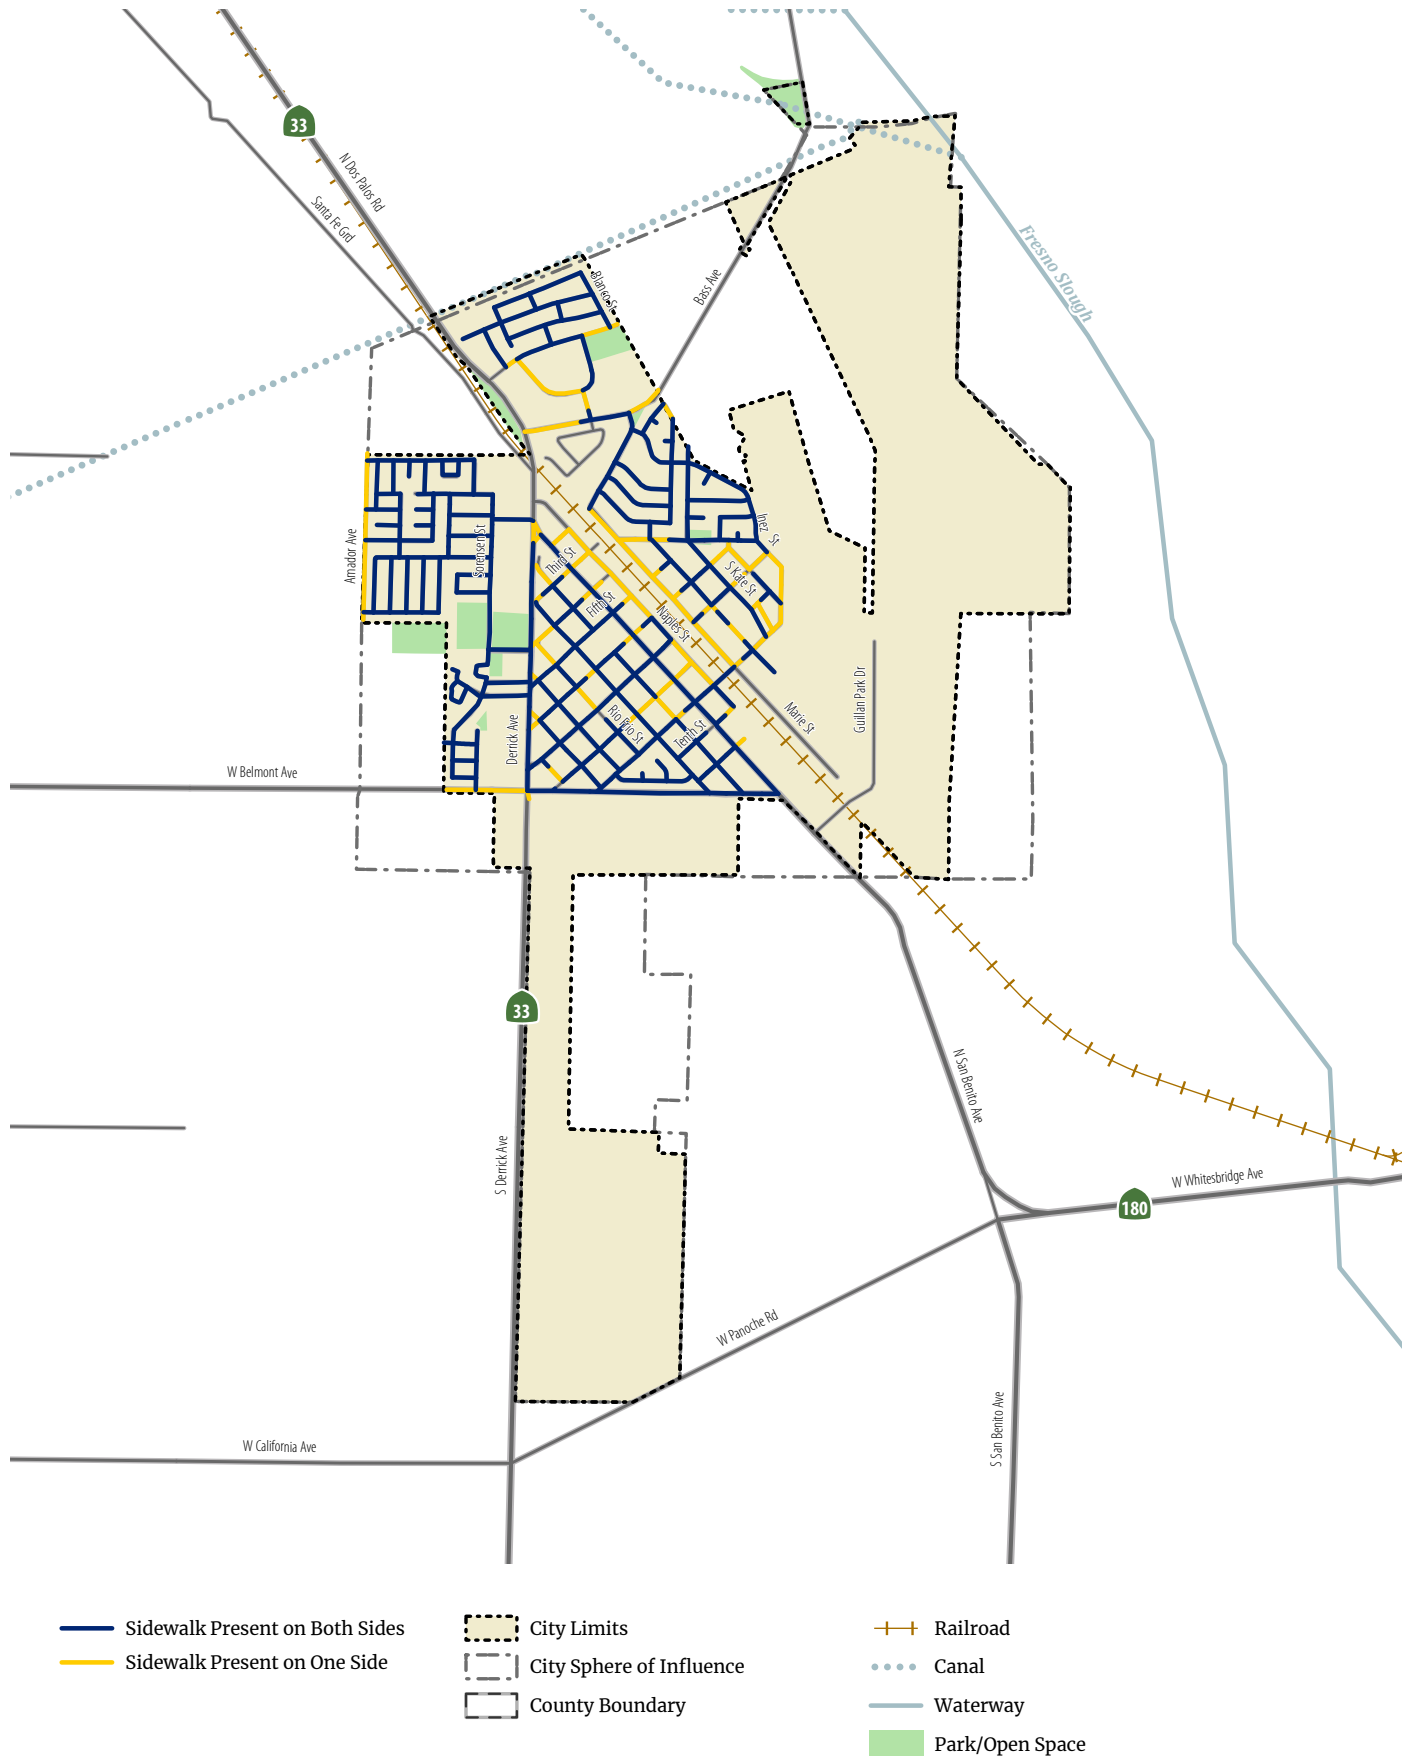 33
N Dos Palos Rd
Santa Fe Grd
Fresno Slough
Blanco St
Bass Ave
Inez St
Amador Ave
Sorensen St
Third St
S Kate St
Fifth St
Naples St
Guillan Park Dr
Marie St
Rio Frio St
Tenth St
Derrick Ave
W Belmont Ave
33
N San Benito Ave
S Derrick Ave
W Whitesbridge Ave
180
W Panoche Rd
S San Benito Ave
W California Ave
Sidewalk Present on Both Sides
Sidewalk Present on One Side
City Limits
City Sphere of Influence
County Boundary
Railroad
Canal
Waterway
Park/Open Space